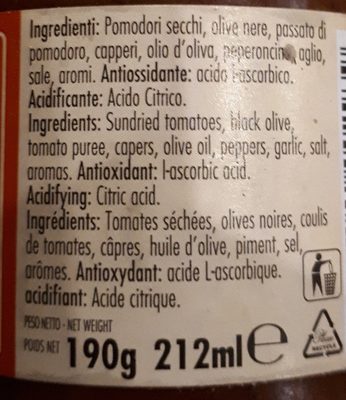 Ingredienti: Pomodori secchi, olive nere, passato di
pomodoro, capperi, olio d'oliva, peperoncino, aglio,
sale, aromi. Antiossidante: acido l-ascorbico.
Acidificante: Acido Citrico.
Ingredients: Sundried tomatoes, black olive,
tomato puree, capers, olive oil, peppers, garlic, salt,
aromas. Antioxidant: l-ascorbic acid.
Acidifying: Citric acid.
Ingrédients: Tomates séchées, olives noires, coulis
de tomates, câpres, huile d'olive, piment, sel,
arômes. Antioxydant: acide L-ascorbique.
acidifiant: Acide citrique.
PESO NETTO - NET WEIGHT
POIDS NET 190g 212ml e